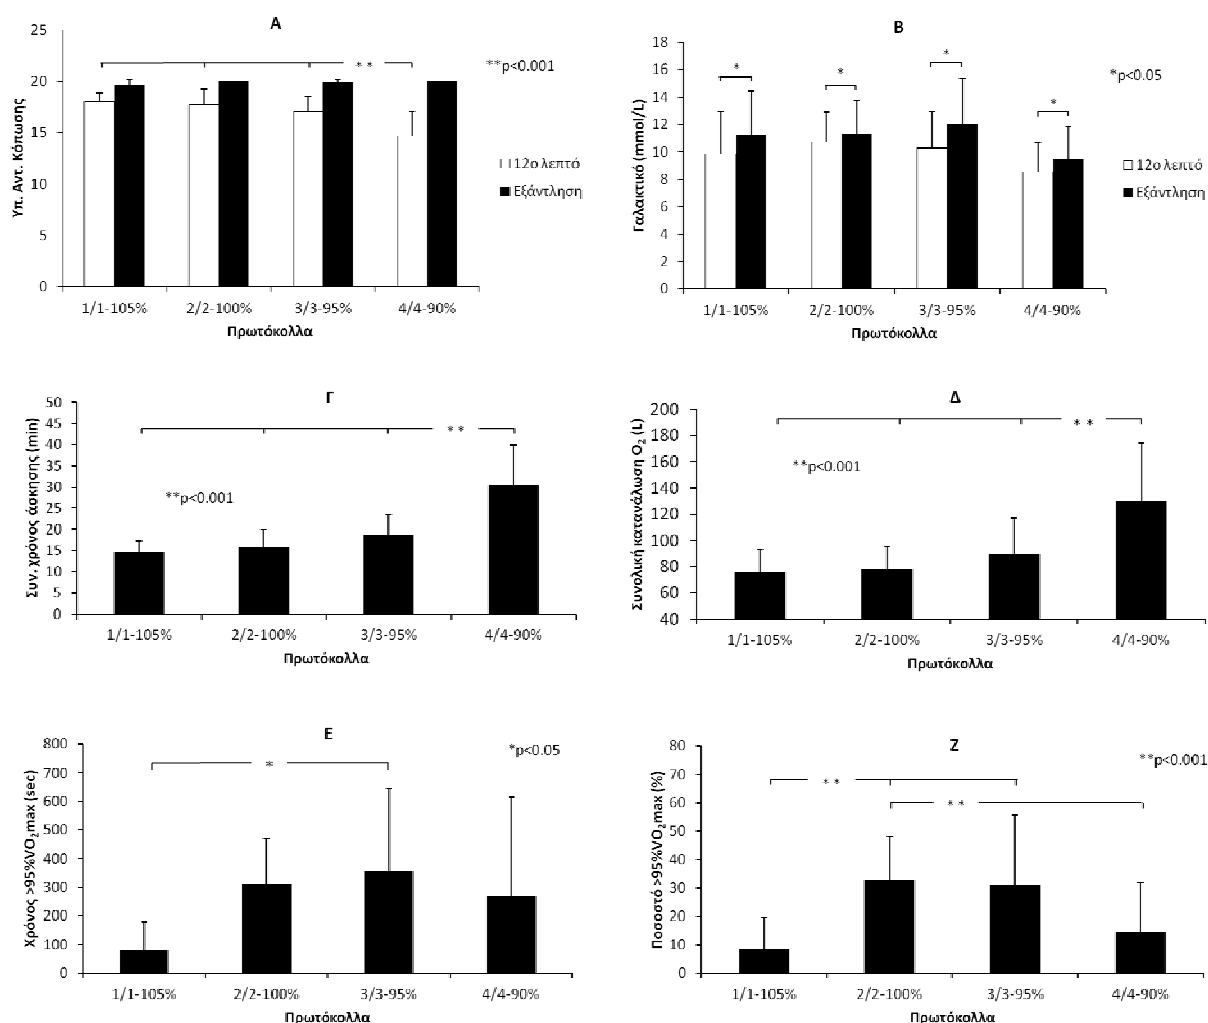 Α
25
20
15
10
5
0
Υπ. Αντ. Κόπωσης
**
**p<0.001
12ο λεπτό
Εξάντληση
1/1-105% 2/2-100% 3/3-95% 4/4-90%
Πρωτόκολλα
Β
18
16
14
12
10
8
6
4
2
0
Γαλακτικό (mmol/L)
* * * *
*p<0.05
12ο λεπτό
Εξάντληση
1/1-105% 2/2-100% 3/3-95% 4/4-90%
Πρωτόκολλα
Γ
50
45
40
35
30
25
20
15
10
5
0
Συν. χρόνος άσκησης (min)
**
**p<0.001
1/1-105% 2/2-100% 3/3-95% 4/4-90%
Πρωτόκολλα
Δ
200
180
160
140
120
100
80
60
40
Συνολική κατανάλωση O2 (L)
**
**p<0.001
1/1-105% 2/2-100% 3/3-95% 4/4-90%
Πρωτόκολλα
Ε
800
700
600
500
400
300
200
100
0
Χρόνος >95%VO2max (sec)
*
*p<0.05
1/1-105% 2/2-100% 3/3-95% 4/4-90%
Πρωτόκολλα
Ζ
80
70
60
50
40
30
20
10
0
Ποσοστό >95%VO2max (%)
**
**
**p<0.001
1/1-105% 2/2-100% 3/3-95% 4/4-90%
Πρωτόκολλα